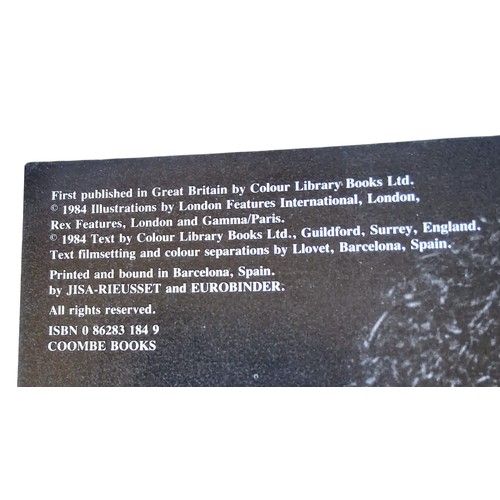 First published in Great Britain by Colour Library Books Ltd.
© 1984 Illustrations by London Features International, London,
Rex Features, London and Gamma/Paris.
© 1984 Text by Colour Library Books Ltd., Guildford, Surrey, England.
Text filmsetting and colour separations by Llovet, Barcelona, Spain.
Printed and bound in Barcelona, Spain.
by JISA-RIEUSSET and EUROBINDER.
All rights reserved.
ISBN 0 86283 184 9
COOMBE BOOKS